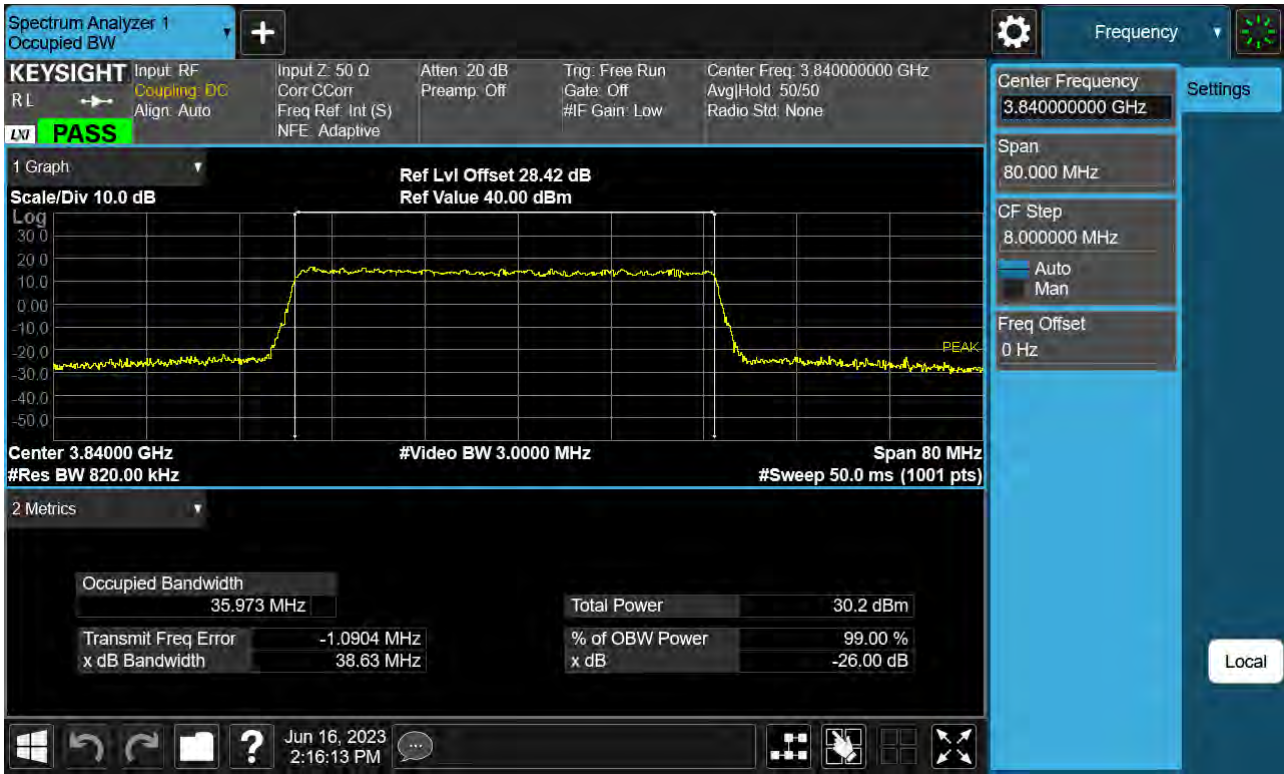 Spectrum Analyzer 1
Occupied BW
Frequency
KEYSIGHT
RL
LXI PASS
Input: RF
Coupling: DC
Align: Auto
Input Z: 50 Ω
Corr CCorr
Freq Ref: Int (S)
NFE: Adaptive
Atten: 20 dB
Preamp: Off
Trig: Free Run
Gate: Off
#IF Gain: Low
Center Freq: 3.840000000 GHz
Avg|Hold: 50/50
Radio Std: None
Center Frequency
3.840000000 GHz
Settings
Span
80.000 MHz
CF Step
8.000000 MHz
Auto
Man
Freq Offset
0 Hz
Local
1 Graph
Ref Lvl Offset 28.42 dB
Scale/Div 10.0 dB
Ref Value 40.00 dBm
Log
30.0
20.0
10.0
0.00
-10.0
-20.0
-30.0
-40.0
-50.0
PEAK
Center 3.84000 GHz
#Video BW 3.0000 MHz
Span 80 MHz
#Res BW 820.00 kHz
#Sweep 50.0 ms (1001 pts)
2 Metrics
Occupied Bandwidth
35.973 MHz
Total Power 30.2 dBm
Transmit Freq Error -1.0904 MHz
% of OBW Power 99.00 %
x dB Bandwidth 38.63 MHz
x dB -26.00 dB
?
Jun 16, 2023
2:16:13 PM